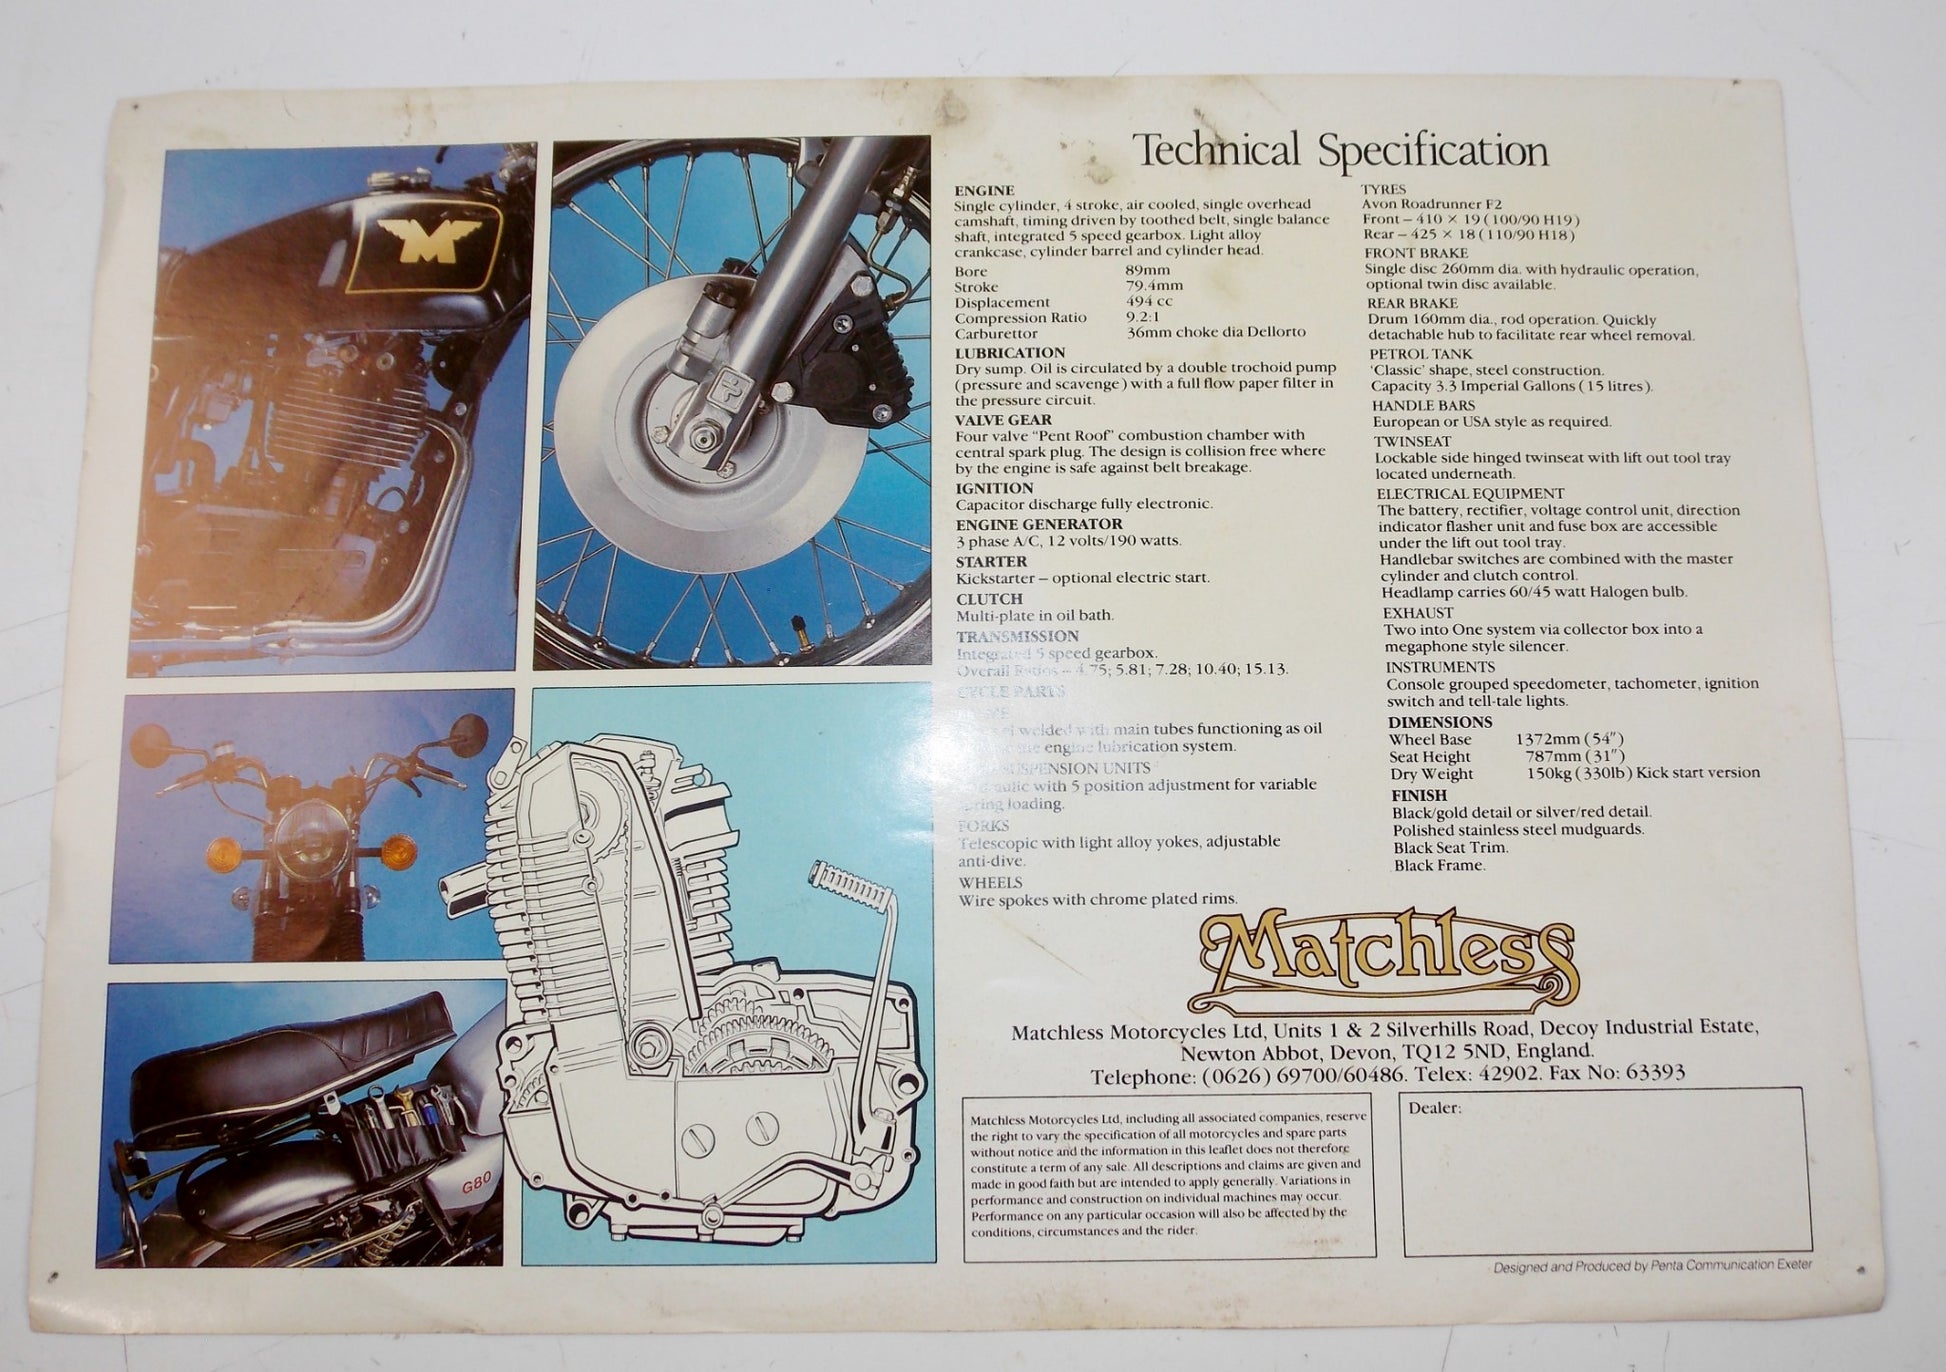 M
G80
Technical Specification
ENGINE
Single cylinder, 4 stroke, air cooled, single overhead
camshaft, timing driven by toothed belt, single balance
shaft, integrated 5 speed gearbox. Light alloy
crankcase, cylinder barrel and cylinder head.
Bore 89mm
Stroke 79.4mm
Displacement 494 cc
Compression Ratio 9.2:1
Carburettor 36mm choke dia Dellorto
LUBRICATION
Dry sump. Oil is circulated by a double trochoid pump
(pressure and scavenge) with a full flow paper filter in
the pressure circuit.
VALVE GEAR
Four valve "Pent Roof" combustion chamber with
central spark plug. The design is collision free where
by the engine is safe against belt breakage.
IGNITION
Capacitor discharge fully electronic.
ENGINE GENERATOR
3 phase A/C, 12 volts/190 watts.
STARTER
Kickstarter – optional electric start.
CLUTCH
Multi-plate in oil bath.
TRANSMISSION
Integrated 5 speed gearbox.
Overall Ratios – 4.75; 5.81; 7.28; 10.40; 15.13.
CYCLE PARTS
welded with main tubes functioning as oil
engine lubrication system.
SUSPENSION UNITS
with 5 position adjustment for variable
spring loading.
FORKS
Telescopic with light alloy yokes, adjustable
anti-dive.
WHEELS
Wire spokes with chrome plated rims.
TYRES
Avon Roadrunner F2
Front – 410 × 19 (100/90 H19)
Rear – 425 × 18 (110/90 H18)
FRONT BRAKE
Single disc 260mm dia. with hydraulic operation,
optional twin disc available.
REAR BRAKE
Drum 160mm dia., rod operation. Quickly
detachable hub to facilitate rear wheel removal.
PETROL TANK
'Classic' shape, steel construction.
Capacity 3.3 Imperial Gallons (15 litres).
HANDLE BARS
European or USA style as required.
TWINSEAT
Lockable side hinged twinseat with lift out tool tray
located underneath.
ELECTRICAL EQUIPMENT
The battery, rectifier, voltage control unit, direction
indicator flasher unit and fuse box are accessible
under the lift out tool tray.
Handlebar switches are combined with the master
cylinder and clutch control.
Headlamp carries 60/45 watt Halogen bulb.
EXHAUST
Two into One system via collector box into a
megaphone style silencer.
INSTRUMENTS
Console grouped speedometer, tachometer, ignition
switch and tell-tale lights.
DIMENSIONS
Wheel Base 1372mm (54")
Seat Height 787mm (31")
Dry Weight 150kg (330lb) Kick start version
FINISH
Black/gold detail or silver/red detail.
Polished stainless steel mudguards.
Black Seat Trim.
Black Frame.
Matchless
Matchless Motorcycles Ltd, Units 1 & 2 Silverhills Road, Decoy Industrial Estate,
Newton Abbot, Devon, TQ12 5ND, England.
Telephone: (0626) 69700/60486. Telex: 42902. Fax No: 63393
Matchless Motorcycles Ltd, including all associated companies, reserve
the right to vary the specification of all motorcycles and spare parts
without notice and the information in this leaflet does not therefore
constitute a term of any sale. All descriptions and claims are given and
made in good faith but are intended to apply generally. Variations in
performance and construction on individual machines may occur.
Performance on any particular occasion will also be affected by the
conditions, circumstances and the rider.
Dealer:
Designed and Produced by Penta Communication Exeter